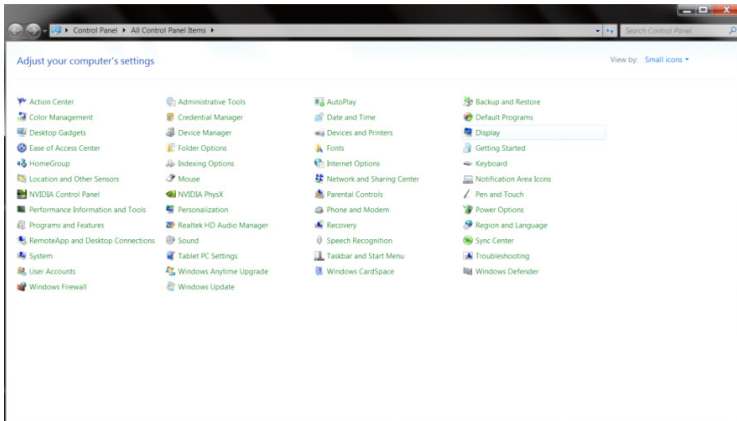 Control Panel All Control Panel Items Search Control Panel
Adjust your computer's settings View by: Small icons
Action Center Administrative Tools AutoPlay Backup and Restore
Color Management Credential Manager Date and Time Default Programs
Desktop Gadgets Device Manager Devices and Printers Display
Ease of Access Center Folder Options Fonts Getting Started
HomeGroup Indexing Options Internet Options Keyboard
Location and Other Sensors Mouse Network and Sharing Center Notification Area Icons
NVIDIA Control Panel NVIDIA PhysX Parental Controls Pen and Touch
Performance Information and Tools Personalization Phone and Modem Power Options
Programs and Features Realtek HD Audio Manager Recovery Region and Language
RemoteApp and Desktop Connections Sound Speech Recognition Sync Center
System Tablet PC Settings Taskbar and Start Menu Troubleshooting
User Accounts Windows Anytime Upgrade Windows CardSpace Windows Defender
Windows Firewall Windows Update